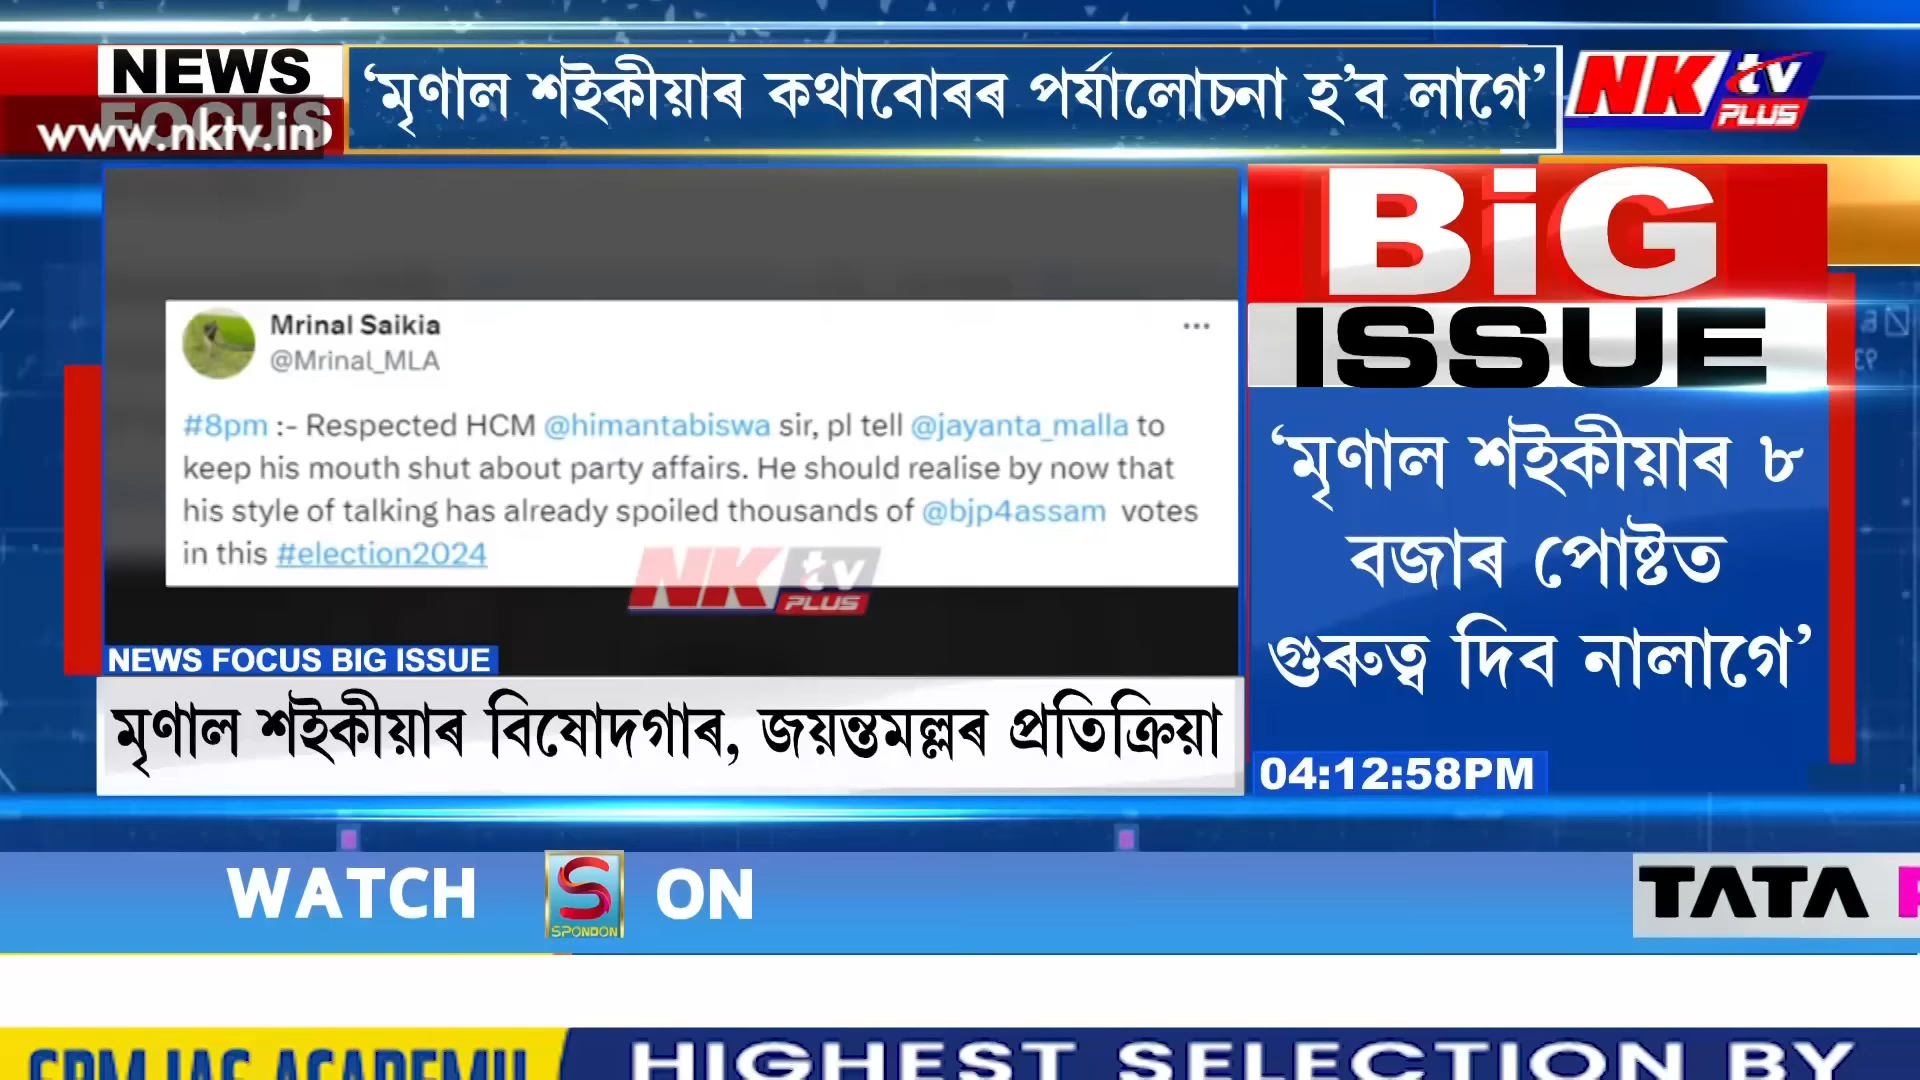 NEWS
FOCUS
www.nktv.in
‘মৃণাল শইকীয়াৰ কথাবোৰৰ পৰ্যালোচনা হ’ব লাগে’
NK tv
PLUS
Mrinal Saikia
@Mrinal_MLA
#8pm :- Respected HCM @himantabiswa sir, pl tell @jayanta_malla to
keep his mouth shut about party affairs. He should realise by now that
his style of talking has already spoiled thousands of @bjp4assam votes
in this #election2024
NK tv
PLUS
NEWS FOCUS BIG ISSUE
মৃণাল শইকীয়াৰ বিষোদগাৰ, জয়ন্তমল্লৰ প্ৰতিক্ৰিয়া
BiG
ISSUE
‘মৃণাল শইকীয়াৰ ৮
বজাৰ পোষ্টত
গুৰুত্ব দিব নালাগে’
04:12:58PM
WATCH S ON
SPONDON
TATA
HIGHEST SELECTION BY